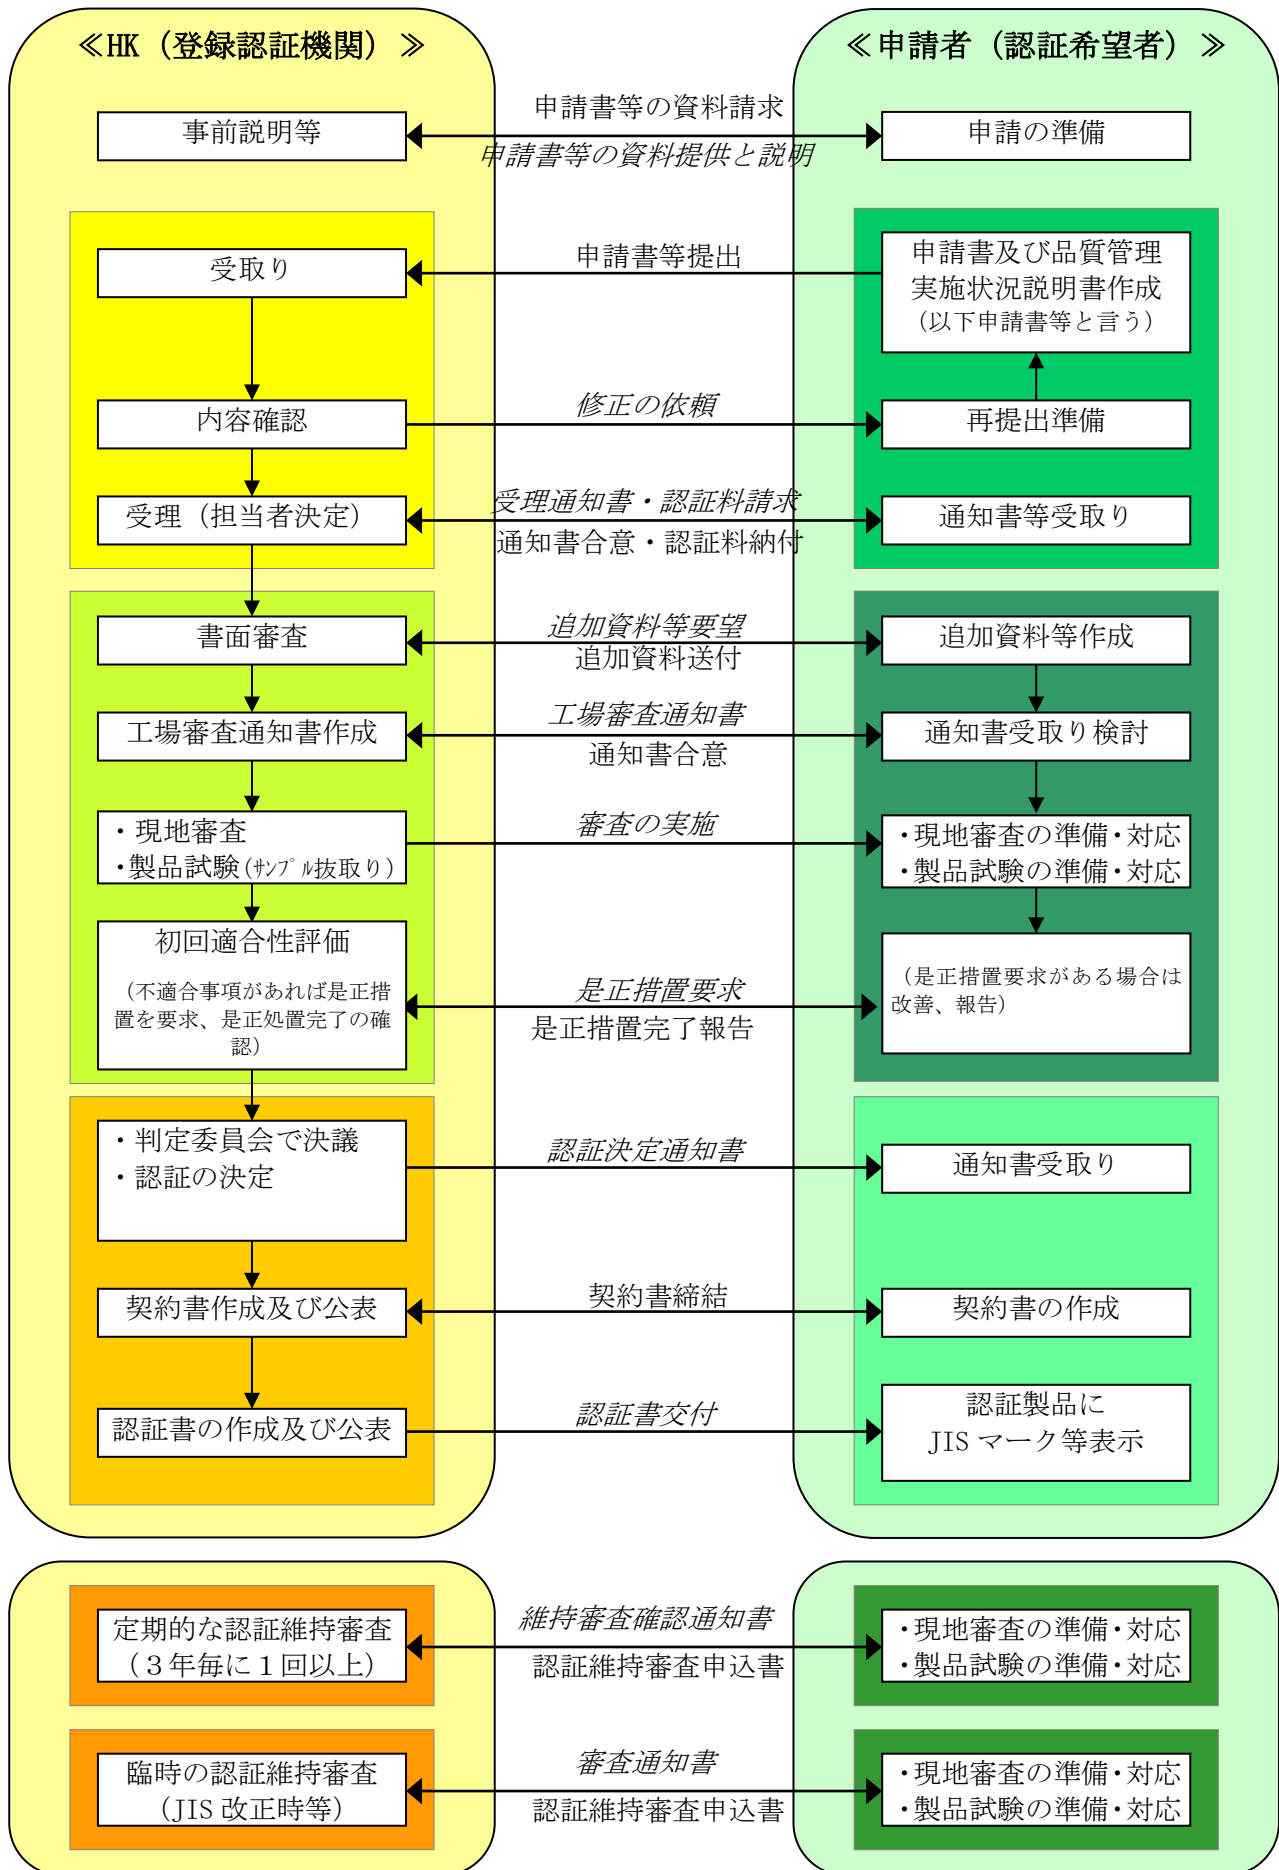 ≪HK（登録認証機関）≫
≪申請者（認証希望者）≫
申請書等の資料請求
事前説明等
申請の準備
申請書等の資料提供と説明
受取り
申請書等提出
申請書及び品質管理
実施状況説明書作成
（以下申請書等と言う）
内容確認
修正の依頼
再提出準備
受理（担当者決定）
受理通知書・認証料請求
通知書合意・認証料納付
通知書等受取り
書面審査
追加資料等要望
追加資料送付
追加資料等作成
工場審査通知書作成
工場審査通知書
通知書合意
通知書受取り検討
・現地審査
・製品試験(ｻﾝﾌﾟﾙ抜取り)
審査の実施
・現地審査の準備・対応
・製品試験の準備・対応
初回適合性評価
（不適合事項があれば是正措
置を要求、是正処置完了の確
認）
是正措置要求
是正措置完了報告
（是正措置要求がある場合は
改善、報告）
・判定委員会で決議
・認証の決定
認証決定通知書
通知書受取り
契約書作成及び公表
契約書締結
契約書の作成
認証書の作成及び公表
認証書交付
認証製品に
JIS マーク等表示
定期的な認証維持審査
（３年毎に１回以上）
維持審査確認通知書
認証維持審査申込書
・現地審査の準備・対応
・製品試験の準備・対応
臨時の認証維持審査
（JIS 改正時等）
審査通知書
認証維持審査申込書
・現地審査の準備・対応
・製品試験の準備・対応